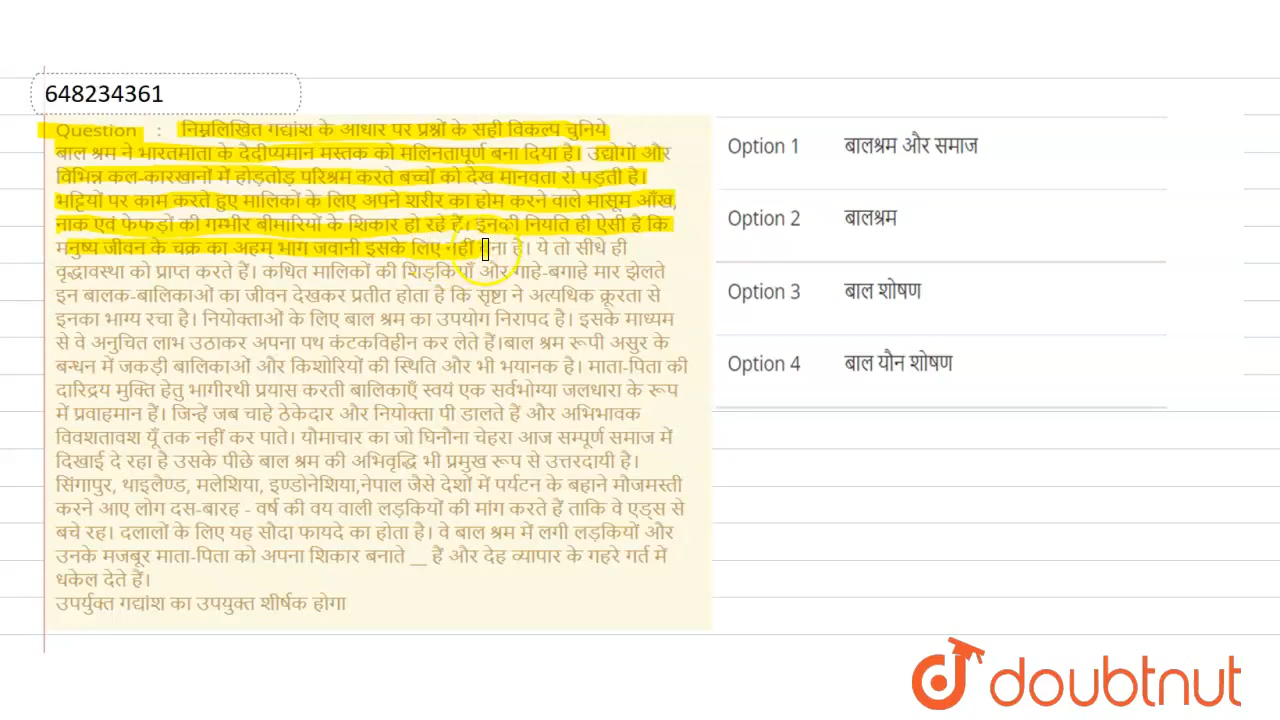 648234361
Question : निम्नलिखित गद्यांश के आधार पर प्रश्नों के सही विकल्प चुनिये
बाल श्रम ने भारतमाता के दैदीप्यमान मस्तक को मलिनतापूर्ण बना दिया है। उद्योगों और
विभिन्न कल-कारखानों में होड़तोड़ परिश्रम करते बच्चों को देख मानवता रो पड़ती है।
भट्टियों पर काम करते हुए मालिकों के लिए अपने शरीर का होम करने वाले मासूम आँख,
नाक एवं फेफड़ों की गम्भीर बीमारियों के शिकार हो रहे हैं। इनकी नियति ही ऐसी है कि
मनुष्य जीवन के चक्र का अहम् भाग जवानी इसके लिए नहीं है। ये तो सीधे ही
वृद्धावस्था को प्राप्त करते हैं। कथित मालिकों की झिड़कियाँ और गाहे-बगाहे मार झेलते
इन बालक-बालिकाओं का जीवन देखकर प्रतीत होता है कि सृष्टा ने अत्यधिक क्रूरता से
इनका भाग्य रचा है। नियोक्ताओं के लिए बाल श्रम का उपयोग निरापद है। इसके माध्यम
से वे अनुचित लाभ उठाकर अपना पथ कंटकविहीन कर लेते हैं।बाल श्रम रूपी असुर के
बन्धन में जकड़ी बालिकाओं और किशोरियों की स्थिति और भी भयानक है। माता-पिता की
दारिद्रय मुक्ति हेतु भागीरथी प्रयास करती बालिकाएँ स्वयं एक सर्वभोग्या जलधारा के रूप
में प्रवाहमान हैं। जिन्हें जब चाहे ठेकेदार और नियोक्ता पी डालते हैं और अभिभावक
विवशतावश यूँ तक नहीं कर पाते। यौमाचार का जो घिनौना चेहरा आज सम्पूर्ण समाज में
दिखाई दे रहा है उसके पीछे बाल श्रम की अभिवृद्धि भी प्रमुख रूप से उत्तरदायी है।
सिंगापुर, थाइलैण्ड, मलेशिया, इण्डोनेशिया,नेपाल जैसे देशों में पर्यटन के बहाने मौजमस्ती
करने आए लोग दस-बारह - वर्ष की वय वाली लड़कियों की मांग करते हैं ताकि वे एड्स से
बचे रह। दलालों के लिए यह सौदा फायदे का होता है। वे बाल श्रम में लगी लड़कियों और
उनके मजबूर माता-पिता को अपना शिकार बनाते __ हैं और देह व्यापार के गहरे गर्त में
धकेल देते हैं।
उपर्युक्त गद्यांश का उपयुक्त शीर्षक होगा
Option 1 बालश्रम और समाज
Option 2 बालश्रम
Option 3 बाल शोषण
Option 4 बाल यौन शोषण
doubtnut